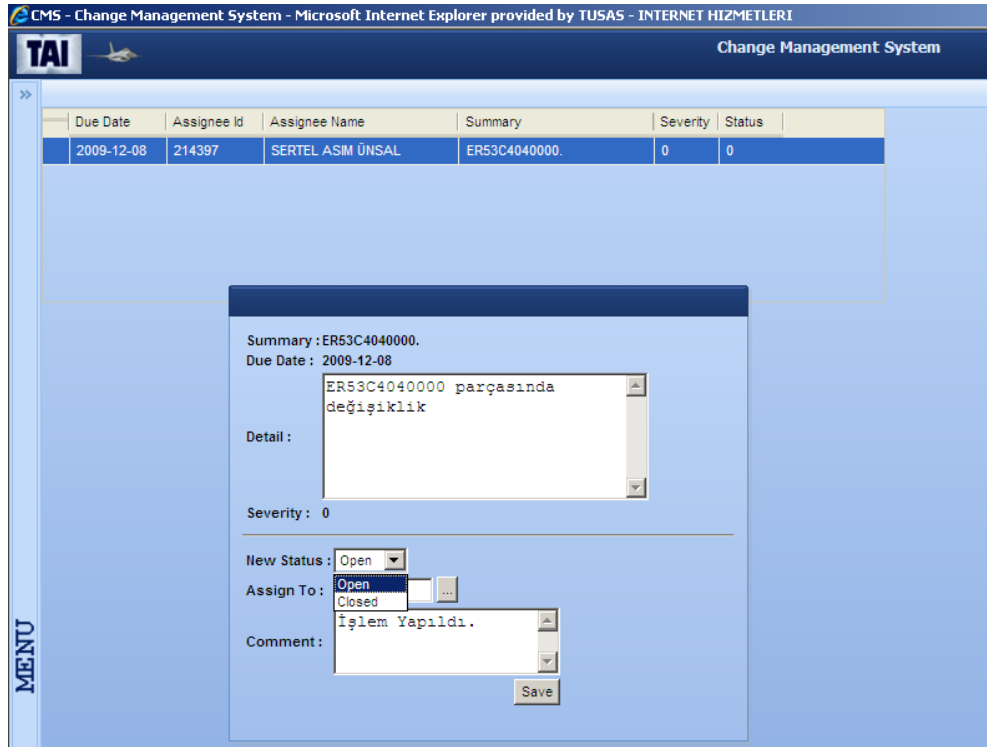 CMS - Change Management System - Microsoft Internet Explorer provided by TUSAS - INTERNET HIZMETLERI
TAI
Change Management System
»
Due Date Assignee Id Assignee Name Summary Severity Status
2009-12-08 214397 SERTEL ASIM ÜNSAL ER53C4040000. 0 0
Summary : ER53C4040000.
Due Date : 2009-12-08
ER53C4040000 parçasında
değişiklik
Detail :
Severity : 0
New Status : Open
Open
Assign To : ...
Closed
İşlem Yapıldı.
Comment :
Save
MENU